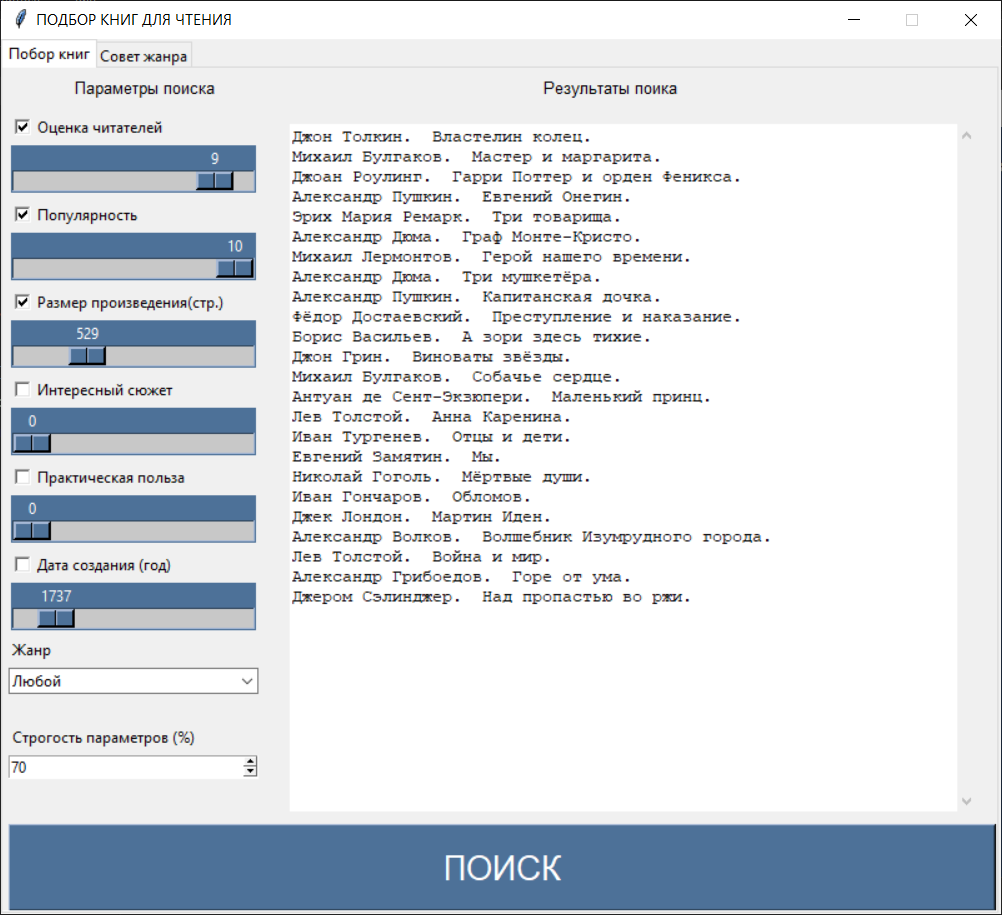 ПОДБОР КНИГ ДЛЯ ЧТЕНИЯ
Побор книг
Совет жанра
Параметры поиска
Оценка читателей
9
Популярность
10
Размер произведения(стр.)
529
Интересный сюжет
0
Практическая польза
0
Дата создания (год)
1737
Жанр
Любой
Строгость параметров (%)
70
Результаты поика
Джон Толкин.  Властелин колец.
Михаил Булгаков.  Мастер и маргарита.
Джоан Роулинг.  Гарри Поттер и орден Феникса.
Александр Пушкин.  Евгений Онегин.
Эрих Мария Ремарк.  Три товарища.
Александр Дюма.  Граф Монте-Кристо.
Михаил Лермонтов.  Герой нашего времени.
Александр Дюма.  Три мушкетёра.
Александр Пушкин.  Капитанская дочка.
Фёдор Достаевский.  Преступление и наказание.
Борис Васильев.  А зори здесь тихие.
Джон Грин.  Виноваты звёзды.
Михаил Булгаков.  Собачье сердце.
Антуан де Сент-Экзюпери.  Маленький принц.
Лев Толстой.  Анна Каренина.
Иван Тургенев.  Отцы и дети.
Евгений Замятин.  Мы.
Николай Гоголь.  Мёртвые души.
Иван Гончаров.  Обломов.
Джек Лондон.  Мартин Иден.
Александр Волков.  Волшебник Изумрудного города.
Лев Толстой.  Война и мир.
Александр Грибоедов.  Горе от ума.
Джером Сэлинджер.  Над пропастью во ржи.
ПОИСК